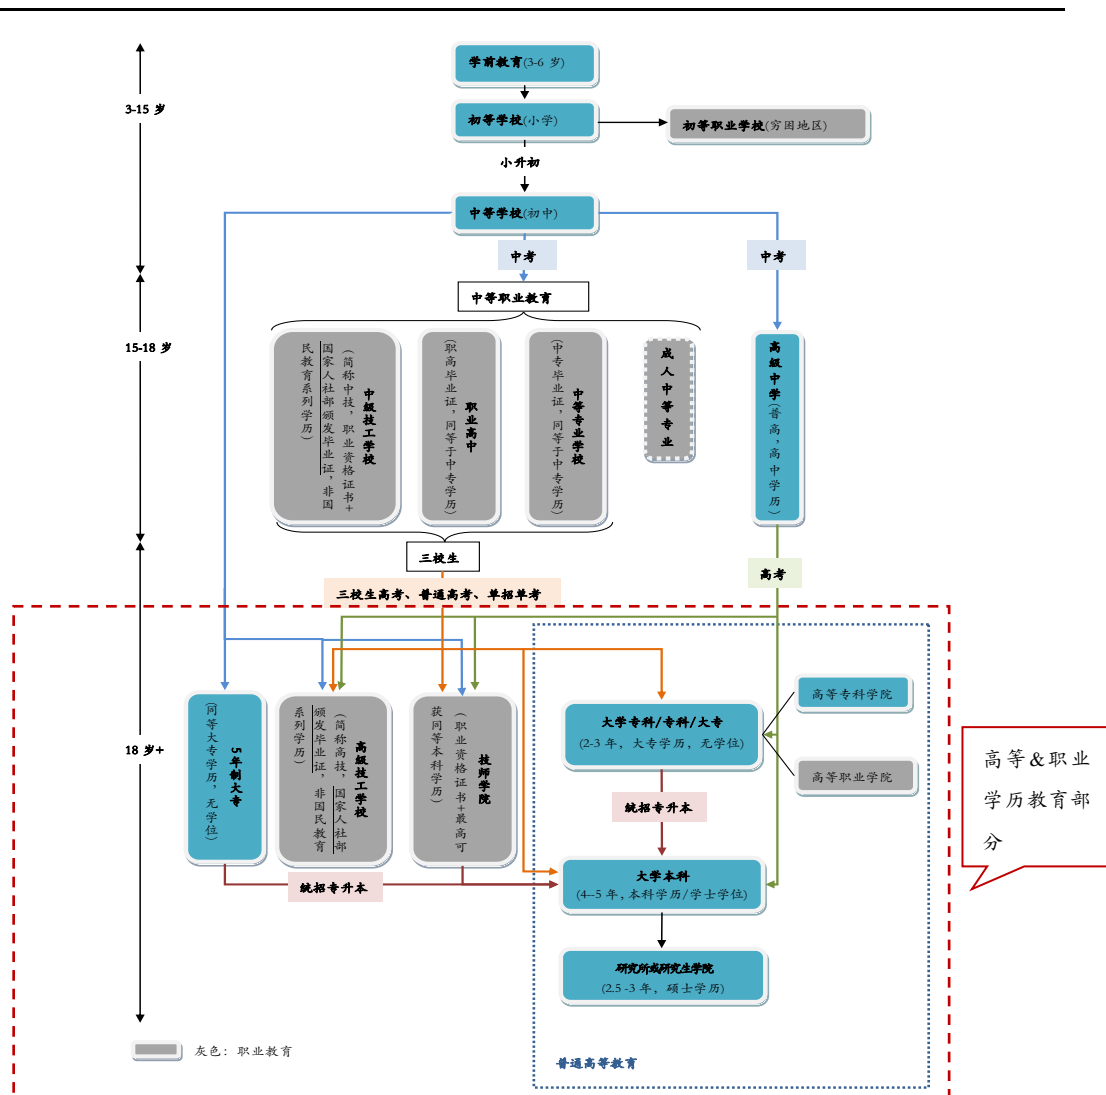 学前教育(3-6 岁)
3-15 岁
初等学校(小学)
初等职业学校(穷困地区)
小升初
中等学校(初中)
中考
中考
中等职业教育
15-18 岁
中级技工学校
(简称中技，职业资格证书+
国家人社部颁发毕业证，非国
民教育系列学历)
职业高中
(职高毕业证，同等于中专学历)
中等专业学校
(中专毕业证，同等于中专学历)
成人中等专业
高级中学(普高，高中学历)
三校生
高考
三校生高考、普通高考、单招单考
18 岁+
5年制大专
(同等大专学历，无学位)
高级技工学校
(简称高技，国家人社部
颁发毕业证，非国民教育
系列学历)
技师学院
(职业资格证书+最高可
获同等本科学历)
大学专科/专科/大专
(2-3 年，大专学历，无学位)
高等专科学院
高等职业学院
高等&职业
学历教育部
分
统招专升本
统招专升本
大学本科
(4--5 年，本科学历/学士学位)
研究所或研究生学院
(2.5 -3 年，硕士学历)
灰色：职业教育
普通高等教育